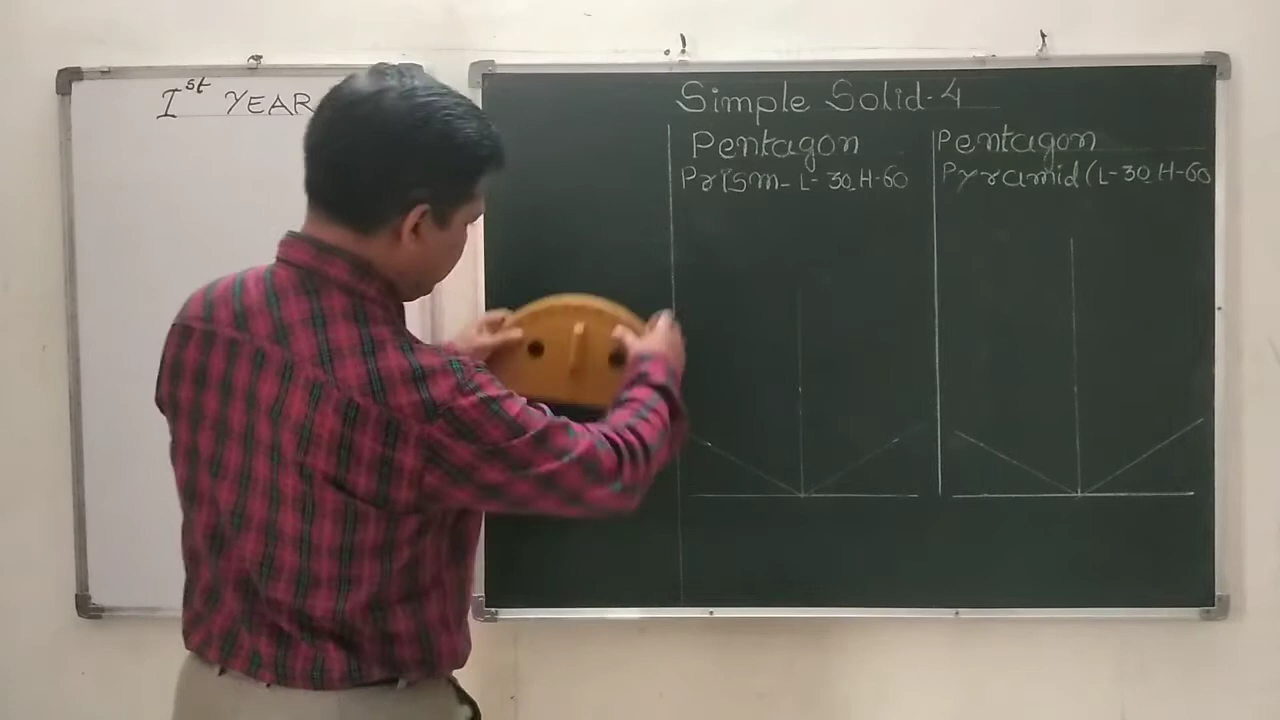 Ist YEAR
Simple Solid-4
Pentagon
Prism- L-30, H-60
Pentagon
Pyramid (L-30, H-60